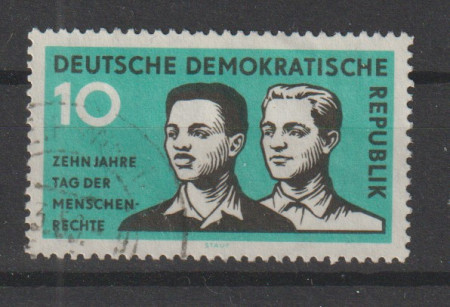 DEUTSCHE DEMOKRATISCHE
REPUBLIK
10
ZEHN JAHRE
TAG DER
MENSCHEN-
RECHTE